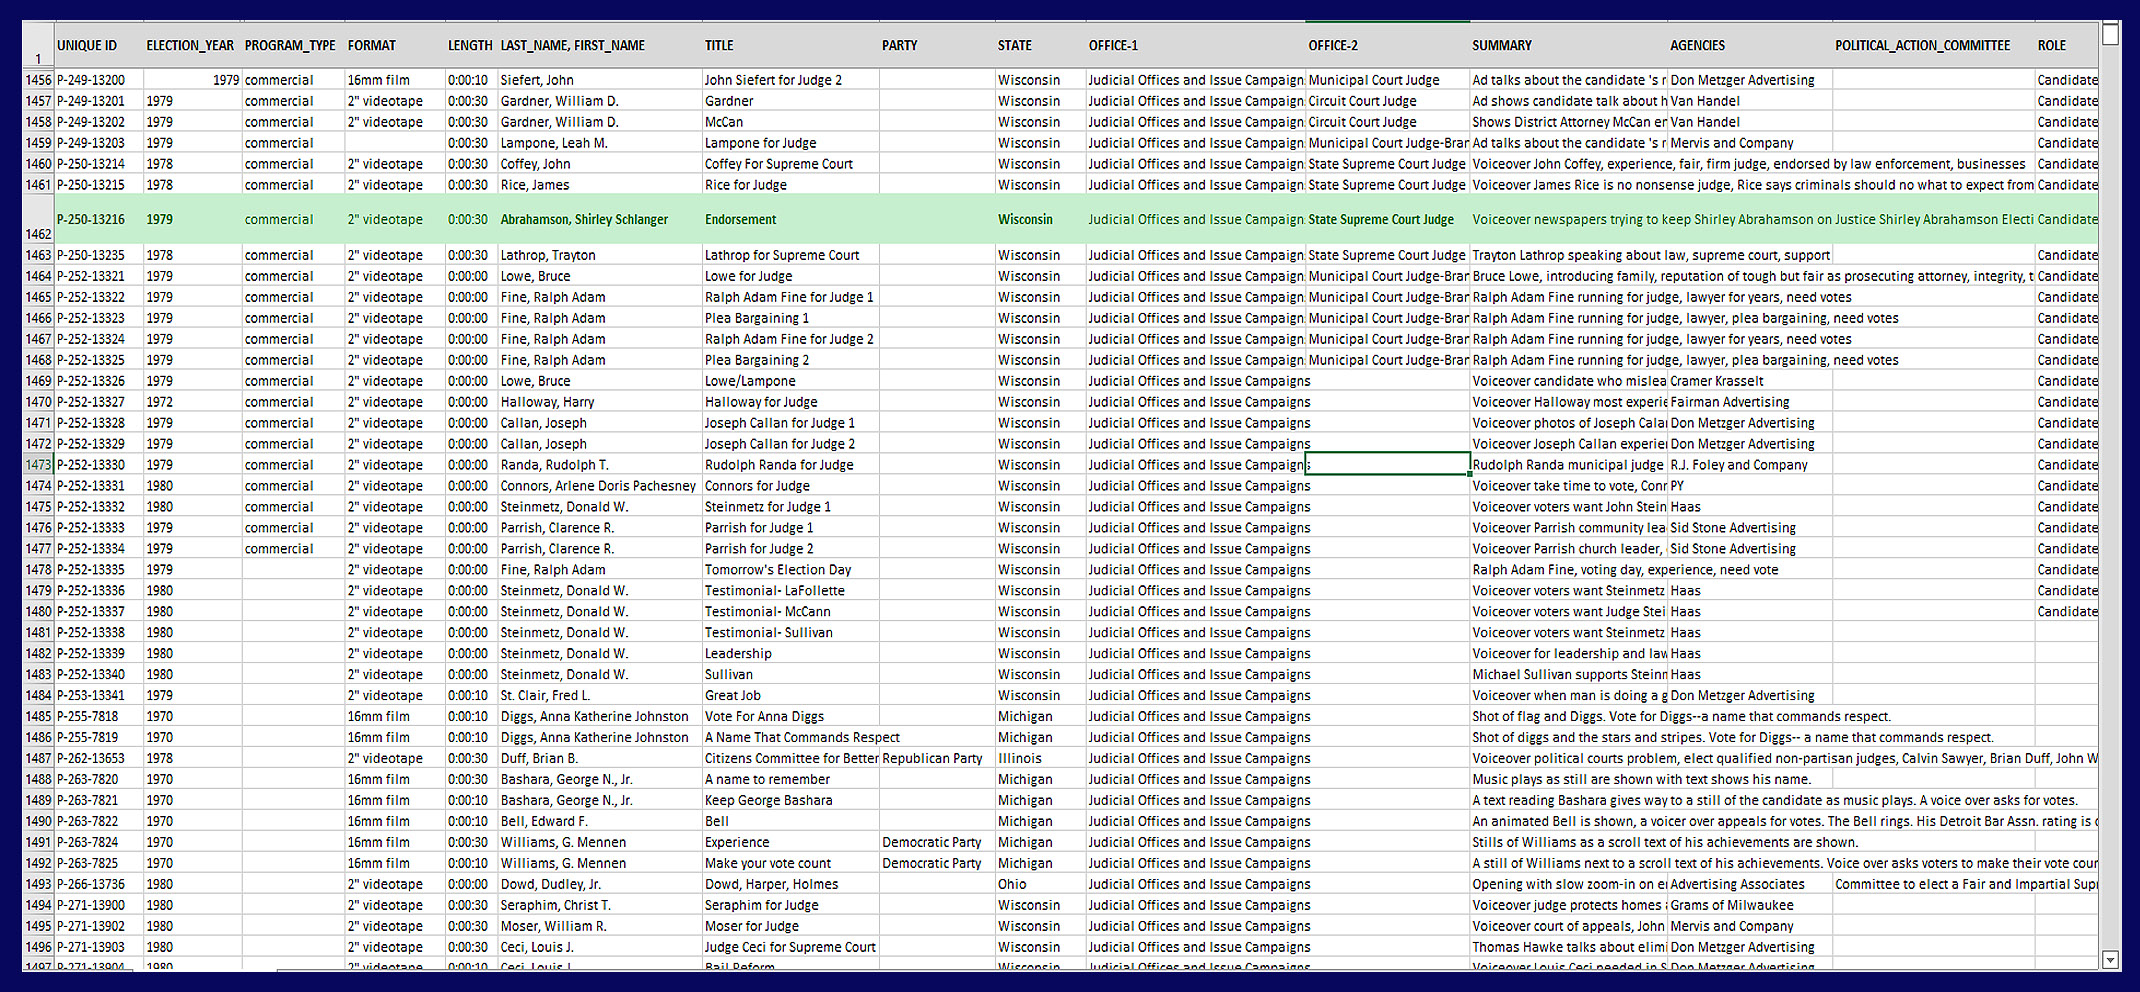 1 UNIQUE ID ELECTION_YEAR PROGRAM_TYPE FORMAT LENGTH LAST_NAME, FIRST_NAME TITLE PARTY STATE OFFICE-1 OFFICE-2 SUMMARY AGENCIES POLITICAL_ACTION_COMMITTEE ROLE
1456 P-249-13200 1979 commercial 16mm film 0:00:10 Siefert, John John Siefert for Judge 2 Wisconsin Judicial Offices and Issue Campaign Municipal Court Judge Ad talks about the candidate 's r Don Metzger Advertising Candidate
1457 P-249-13201 1979 commercial 2" videotape 0:00:30 Gardner, William D. Gardner Wisconsin Judicial Offices and Issue Campaign Circuit Court Judge Ad shows candidate talk about h Van Handel Candidate
1458 P-249-13202 1979 commercial 2" videotape 0:00:30 Gardner, William D. McCan Wisconsin Judicial Offices and Issue Campaign Circuit Court Judge Shows District Attorney McCan er Van Handel Candidate
1459 P-249-13203 1979 commercial 0:00:30 Lampone, Leah M. Lampone for Judge Wisconsin Judicial Offices and Issue Campaign Municipal Court Judge-Bran Ad talks about the candidate 's r Mervis and Company Candidate
1460 P-250-13214 1978 commercial 2" videotape 0:00:30 Coffey, John Coffey For Supreme Court Wisconsin Judicial Offices and Issue Campaign State Supreme Court Judge Voiceover John Coffey, experience, fair, firm judge, endorsed by law enforcement, businesses Candidate
1461 P-250-13215 1978 commercial 2" videotape 0:00:30 Rice, James Rice for Judge Wisconsin Judicial Offices and Issue Campaign State Supreme Court Judge Voiceover James Rice is no nonsense judge, Rice says criminals should no what to expect from Candidate
1462 P-250-13216 1979 commercial 2" videotape 0:00:30 Abrahamson, Shirley Schlanger Endorsement Wisconsin Judicial Offices and Issue Campaign State Supreme Court Judge Voiceover newspapers trying to keep Shirley Abrahamson on Justice Shirley Abrahamson Electi Candidate
1463 P-250-13235 1978 commercial 2" videotape 0:00:30 Lathrop, Trayton Lathrop for Supreme Court Wisconsin Judicial Offices and Issue Campaign State Supreme Court Judge Trayton Lathrop speaking about law, supreme court, support Candidate
1464 P-252-13321 1979 commercial 2" videotape 0:00:00 Lowe, Bruce Lowe for Judge Wisconsin Judicial Offices and Issue Campaign Municipal Court Judge-Bran Bruce Lowe, introducing family, reputation of tough but fair as prosecuting attorney, integrity, t Candidate
1465 P-252-13322 1979 commercial 2" videotape 0:00:00 Fine, Ralph Adam Ralph Adam Fine for Judge 1 Wisconsin Judicial Offices and Issue Campaign Municipal Court Judge-Bran Ralph Adam Fine running for judge, lawyer for years, need votes Candidate
1466 P-252-13323 1979 commercial 2" videotape 0:00:00 Fine, Ralph Adam Plea Bargaining 1 Wisconsin Judicial Offices and Issue Campaign Municipal Court Judge-Bran Ralph Adam Fine running for judge, lawyer, plea bargaining, need votes Candidate
1467 P-252-13324 1979 commercial 2" videotape 0:00:00 Fine, Ralph Adam Ralph Adam Fine for Judge 2 Wisconsin Judicial Offices and Issue Campaign Municipal Court Judge-Bran Ralph Adam Fine running for judge, lawyer for years, need votes Candidate
1468 P-252-13325 1979 commercial 2" videotape 0:00:00 Fine, Ralph Adam Plea Bargaining 2 Wisconsin Judicial Offices and Issue Campaign Municipal Court Judge-Bran Ralph Adam Fine running for judge, lawyer, plea bargaining, need votes Candidate
1469 P-252-13326 1979 commercial 2" videotape 0:00:00 Lowe, Bruce Lowe/Lampone Wisconsin Judicial Offices and Issue Campaigns Voiceover candidate who mislea Cramer Krasselt Candidate
1470 P-252-13327 1972 commercial 2" videotape 0:00:00 Halloway, Harry Halloway for Judge Wisconsin Judicial Offices and Issue Campaigns Voiceover Halloway most experie Fairman Advertising Candidate
1471 P-252-13328 1979 commercial 2" videotape 0:00:00 Callan, Joseph Joseph Callan for Judge 1 Wisconsin Judicial Offices and Issue Campaigns Voiceover photos of Joseph Calar Don Metzger Advertising Candidate
1472 P-252-13329 1979 commercial 2" videotape 0:00:00 Callan, Joseph Joseph Callan for Judge 2 Wisconsin Judicial Offices and Issue Campaigns Voiceover Joseph Callan experien Don Metzger Advertising Candidate
1473 P-252-13330 1979 commercial 2" videotape 0:00:00 Randa, Rudolph T. Rudolph Randa for Judge Wisconsin Judicial Offices and Issue Campaigns Rudolph Randa municipal judge R.J. Foley and Company Candidate
1474 P-252-13331 1980 commercial 2" videotape 0:00:00 Connors, Arlene Doris Pachesney Connors for Judge Wisconsin Judicial Offices and Issue Campaigns Voiceover take time to vote, Conr PY Candidate
1475 P-252-13332 1980 commercial 2" videotape 0:00:00 Steinmetz, Donald W. Steinmetz for Judge 1 Wisconsin Judicial Offices and Issue Campaigns Voiceover voters want John Stein Haas Candidate
1476 P-252-13333 1979 commercial 2" videotape 0:00:00 Parrish, Clarence R. Parrish for Judge 1 Wisconsin Judicial Offices and Issue Campaigns Voiceover Parrish community lea Sid Stone Advertising Candidate
1477 P-252-13334 1979 commercial 2" videotape 0:00:00 Parrish, Clarence R. Parrish for Judge 2 Wisconsin Judicial Offices and Issue Campaigns Voiceover Parrish church leader, Sid Stone Advertising Candidate
1478 P-252-13335 1979 2" videotape 0:00:00 Fine, Ralph Adam Tomorrow's Election Day Wisconsin Judicial Offices and Issue Campaigns Ralph Adam Fine, voting day, experience, need vote Candidate
1479 P-252-13336 1980 2" videotape 0:00:00 Steinmetz, Donald W. Testimonial- LaFollette Wisconsin Judicial Offices and Issue Campaigns Voiceover voters want Steinmetz Haas Candidate
1480 P-252-13337 1980 2" videotape 0:00:00 Steinmetz, Donald W. Testimonial- McCann Wisconsin Judicial Offices and Issue Campaigns Voiceover voters want Judge Stei Haas Candidate
1481 P-252-13338 1980 2" videotape 0:00:00 Steinmetz, Donald W. Testimonial- Sullivan Wisconsin Judicial Offices and Issue Campaigns Voiceover voters want Steinmetz Haas
1482 P-252-13339 1980 2" videotape 0:00:00 Steinmetz, Donald W. Leadership Wisconsin Judicial Offices and Issue Campaigns Voiceover for leadership and law Haas
1483 P-252-13340 1980 2" videotape 0:00:00 Steinmetz, Donald W. Sullivan Wisconsin Judicial Offices and Issue Campaigns Michael Sullivan supports Steinn Haas
1484 P-253-13341 1979 2" videotape 0:00:10 St. Clair, Fred L. Great Job Wisconsin Judicial Offices and Issue Campaigns Voiceover when man is doing a g Don Metzger Advertising
1485 P-255-7818 1970 16mm film 0:00:10 Diggs, Anna Katherine Johnston Vote For Anna Diggs Michigan Judicial Offices and Issue Campaigns Shot of flag and Diggs. Vote for Diggs--a name that commands respect.
1486 P-255-7819 1970 16mm film 0:00:10 Diggs, Anna Katherine Johnston A Name That Commands Respect Michigan Judicial Offices and Issue Campaigns Shot of diggs and the stars and stripes. Vote for Diggs-- a name that commands respect.
1487 P-262-13653 1978 2" videotape 0:00:30 Duff, Brian B. Citizens Committee for Better Republican Party Illinois Judicial Offices and Issue Campaigns Voiceover political courts problem, elect qualified non-partisan judges, Calvin Sawyer, Brian Duff, John W
1488 P-263-7820 1970 16mm film 0:00:30 Bashara, George N., Jr. A name to remember Michigan Judicial Offices and Issue Campaigns Music plays as still are shown with text shows his name.
1489 P-263-7821 1970 16mm film 0:00:10 Bashara, George N., Jr. Keep George Bashara Michigan Judicial Offices and Issue Campaigns A text reading Bashara gives way to a still of the candidate as music plays. A voice over asks for votes.
1490 P-263-7822 1970 16mm film 0:00:10 Bell, Edward F. Bell Michigan Judicial Offices and Issue Campaigns An animated Bell is shown, a voicer over appeals for votes. The Bell rings. His Detroit Bar Assn. rating is c
1491 P-263-7824 1970 16mm film 0:00:30 Williams, G. Mennen Experience Democratic Party Michigan Judicial Offices and Issue Campaigns Stills of Williams as a scroll text of his achievements are shown.
1492 P-263-7825 1970 16mm film 0:00:10 Williams, G. Mennen Make your vote count Democratic Party Michigan Judicial Offices and Issue Campaigns A still of Williams next to a scroll text of his achievements. Voice over asks voters to make their vote cour
1493 P-266-13736 1980 2" videotape 0:00:00 Dowd, Dudley, Jr. Dowd, Harper, Holmes Ohio Judicial Offices and Issue Campaigns Opening with slow zoom-in on e Advertising Associates Committee to elect a Fair and Impartial Supr
1494 P-271-13900 1980 2" videotape 0:00:30 Seraphim, Christ T. Seraphim for Judge Wisconsin Judicial Offices and Issue Campaigns Voiceover judge protects homes Grams of Milwaukee
1495 P-271-13902 1980 2" videotape 0:00:30 Moser, William R. Moser for Judge Wisconsin Judicial Offices and Issue Campaigns Voiceover court of appeals, John Mervis and Company
1496 P-271-13903 1980 2" videotape 0:00:30 Ceci, Louis J. Judge Ceci for Supreme Court Wisconsin Judicial Offices and Issue Campaigns Thomas Hawke talks about elimi Don Metzger Advertising
1497 P-271-13904 1980 2" videotape 0:00:10 Ceci, Louis J. Bail Reform Wisconsin Judicial Offices and Issue Campaigns Voiceover Louis Ceci needed in S Don Metzger Advertising